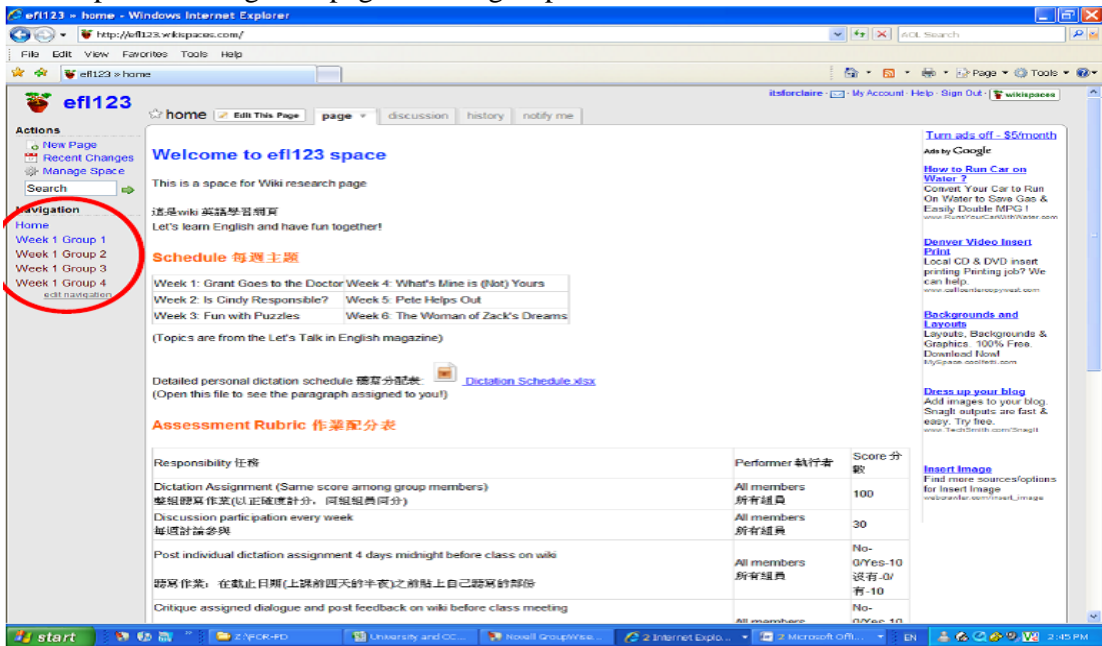 efl123 » home - Windows Internet Explorer
http://efl123.wikispaces.com/
AOL Search
File Edit View Favorites Tools Help
efl123 » home
Page Tools
itsforclaire · My Account · Help · Sign Out · wikispaces
efl123
Actions
New Page
Recent Changes
Manage Space
Search
Navigation
Home
Week 1 Group 1
Week 1 Group 2
Week 1 Group 3
Week 1 Group 4
edit navigation
home Edit This Page page discussion history notify me
Welcome to efl123 space
This is a space for Wiki research page
這是wiki 英語學習網頁
Let's learn English and have fun together!
Schedule 每週主題
Week 1: Grant Goes to the Doctor Week 4: What's Mine is (Not) Yours
Week 2: Is Cindy Responsible? Week 5: Pete Helps Out
Week 3: Fun with Puzzles Week 6: The Woman of Zack's Dreams
(Topics are from the Let's Talk in English magazine)
Detailed personal dictation schedule 聽寫分配表: Dictation Schedule.xlsx
(Open this file to see the paragraph assigned to you!)
Assessment Rubric 作業配分表
Responsibility 任務 Performer 執行者 Score 分數
Dictation Assignment (Same score among group members) All members 100
整組聽寫作業(以正確度計分，同組組員同分) 所有組員
Discussion participation every week All members 30
每週討論參與 所有組員
Post individual dictation assignment 4 days midnight before class on wiki All members No-0/Yes-10
聽寫作業：在截止日期(上課前四天的半夜)之前貼上自己聽寫的部份 所有組員 沒有-0/有-10
Critique assigned dialogue and post feedback on wiki before class meeting No-
All members 0/Yes-10
Turn ads off - $5/month
Ads by Google
How to Run Car on
Water ?
Convert Your Car to Run
On Water to Save Gas &
Easily Double MPG !
www.RunsYourCarWithWater.com
Denver Video Insert
Print
Local CD & DVD insert
printing Printing job? We
can help.
Backgrounds and
Layouts
Layouts, Backgrounds &
Graphics. 100% Free.
Download Now!
Dress up your blog
Add images to your blog.
SnagIt outputs are fast &
easy. Try free.
www.TechSmith.com/SnagIt
Insert Image
Find more sources/options
for Insert Image
start Z:\PCR-PD University and CC... Novell GroupWise... 2 Internet Explo... 2 Microsoft Offi... EN 2:45 PM